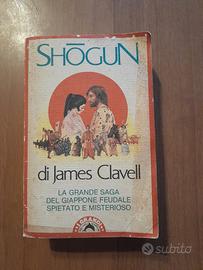 SHŌGUN
di James Clavell
LA GRANDE SAGA
DEL GIAPPONE FEUDALE
SPIETATO E MISTERIOSO
subito